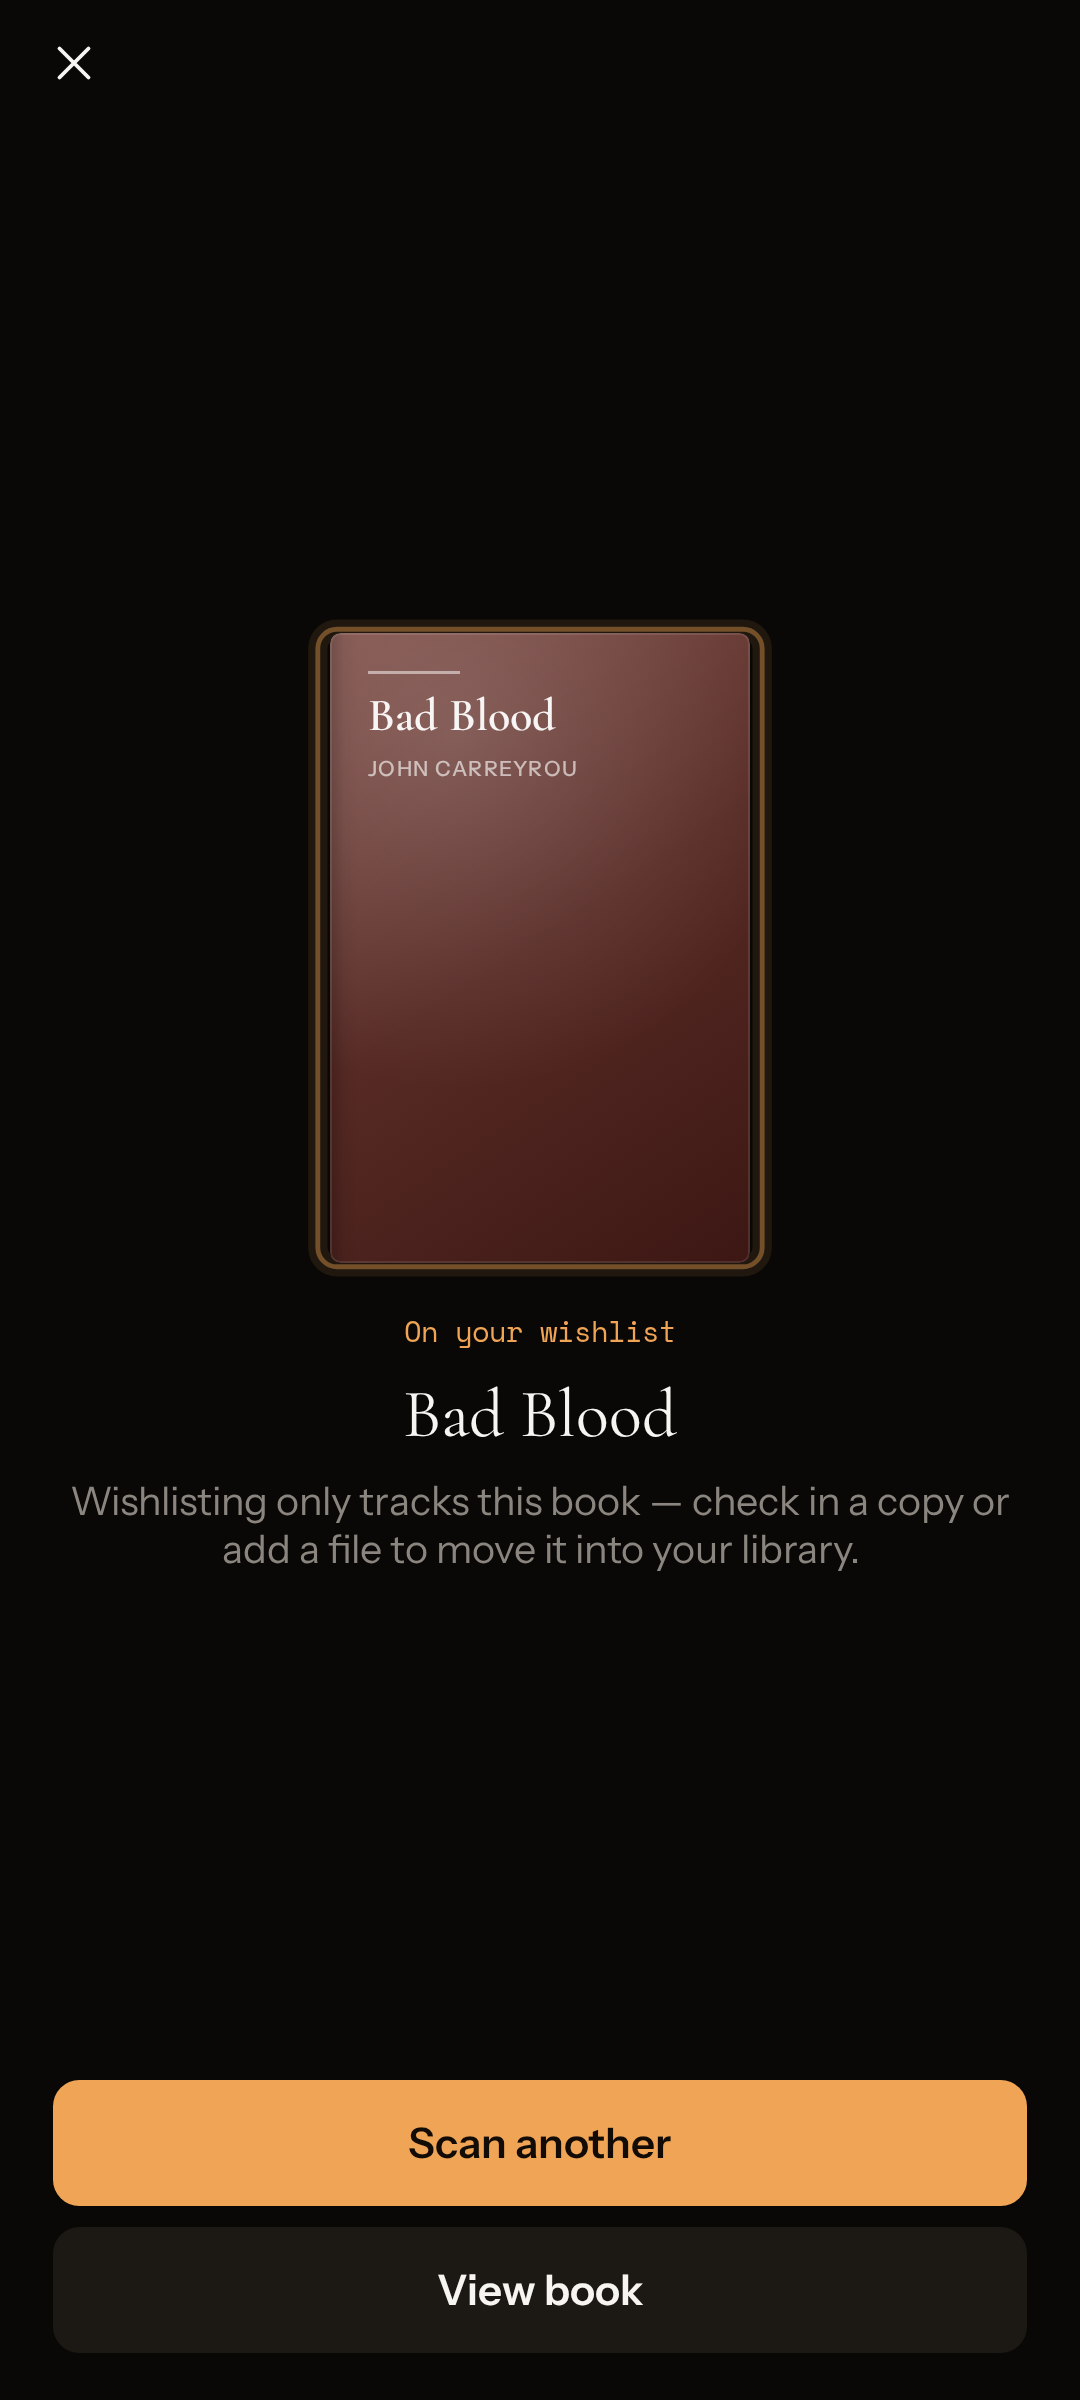 Bad Blood
JOHN CARREYROU
On your wishlist
Bad Blood
Wishlisting only tracks this book — check in a copy or
add a file to move it into your library.
Scan another
View book